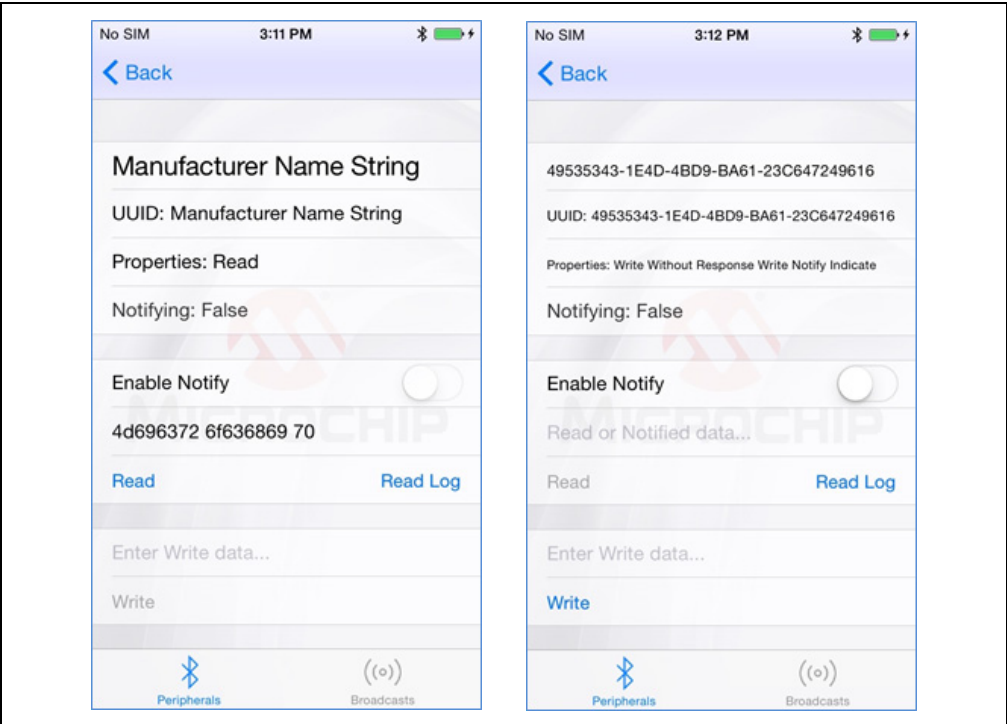 No SIM 3:11 PM
Back
Manufacturer Name String
UUID: Manufacturer Name String
Properties: Read
Notifying: False
Enable Notify
MICROCHIP
4d696372 6f636869 70
Read Read Log
Enter Write data...
Write
Peripherals Broadcasts
No SIM 3:12 PM
Back
49535343-1E4D-4BD9-BA61-23C647249616
UUID: 49535343-1E4D-4BD9-BA61-23C647249616
Properties: Write Without Response Write Notify Indicate
Notifying: False
Enable Notify
MICROCHIP
Read or Notified data...
Read Read Log
Enter Write data...
Write
Peripherals Broadcasts